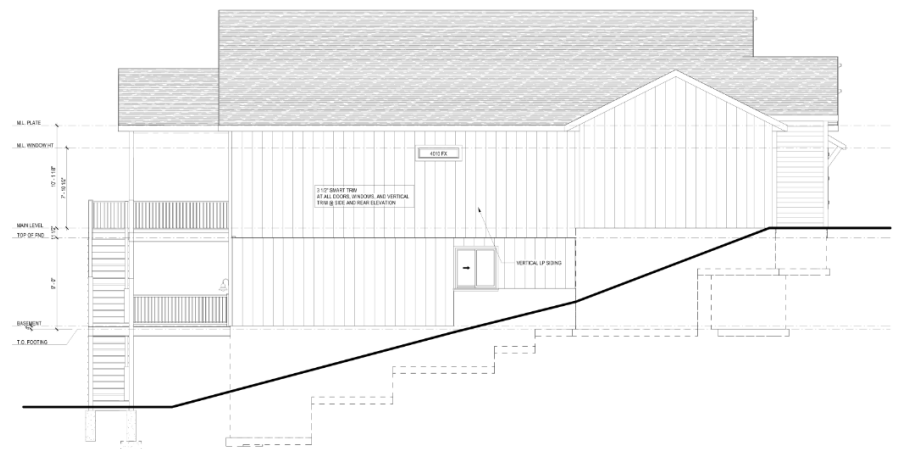 M.L. PLATE
M.L. WINDOW HT
10'- 1 1/8"
7'- 10 1/2"
4010 FX
3 1/2" SMART TRIM
AT ALL DOORS, WINDOWS, AND VERTICAL
TRIM @ SIDE AND REAR ELEVATION
MAIN LEVEL
TOP OF FND
VERTICAL LP SIDING
BASEMENT
T.O. FOOTING